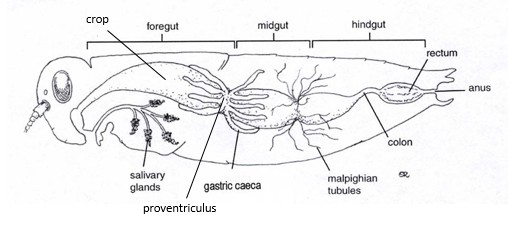 crop
foregut
midgut
hindgut
rectum
anus
colon
salivary
glands
gastric caeca
malpighian
tubules
proventriculus